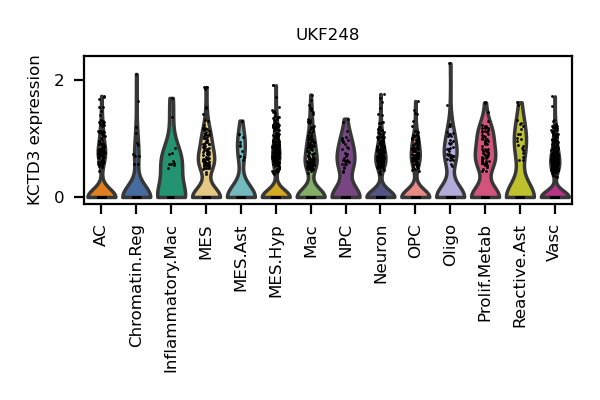 UKF248
KCTD3 expression
2
0
AC
Chromatin.Reg
Inflammatory.Mac
MES
MES.Ast
MES.Hyp
Mac
NPC
Neuron
OPC
Oligo
Prolif.Metab
Reactive.Ast
Vasc